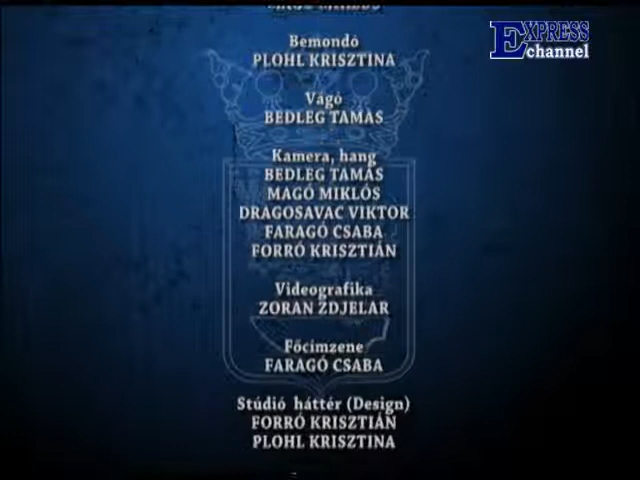 EXPRESS
channel
Bemondó
PLOHL KRISZTINA
Vágó
BEDLEG TAMÁS
Kamera, hang
BEDLEG TAMÁS
MAGÓ MIKLÓS
DRAGOSAVAC VIKTOR
FARAGÓ CSABA
FORRÓ KRISZTIÁN
Videografika
ZORAN ZDJELAR
Főcimzene
FARAGÓ CSABA
Stúdió háttér (Design)
FORRÓ KRISZTIÁN
PLOHL KRISZTINA